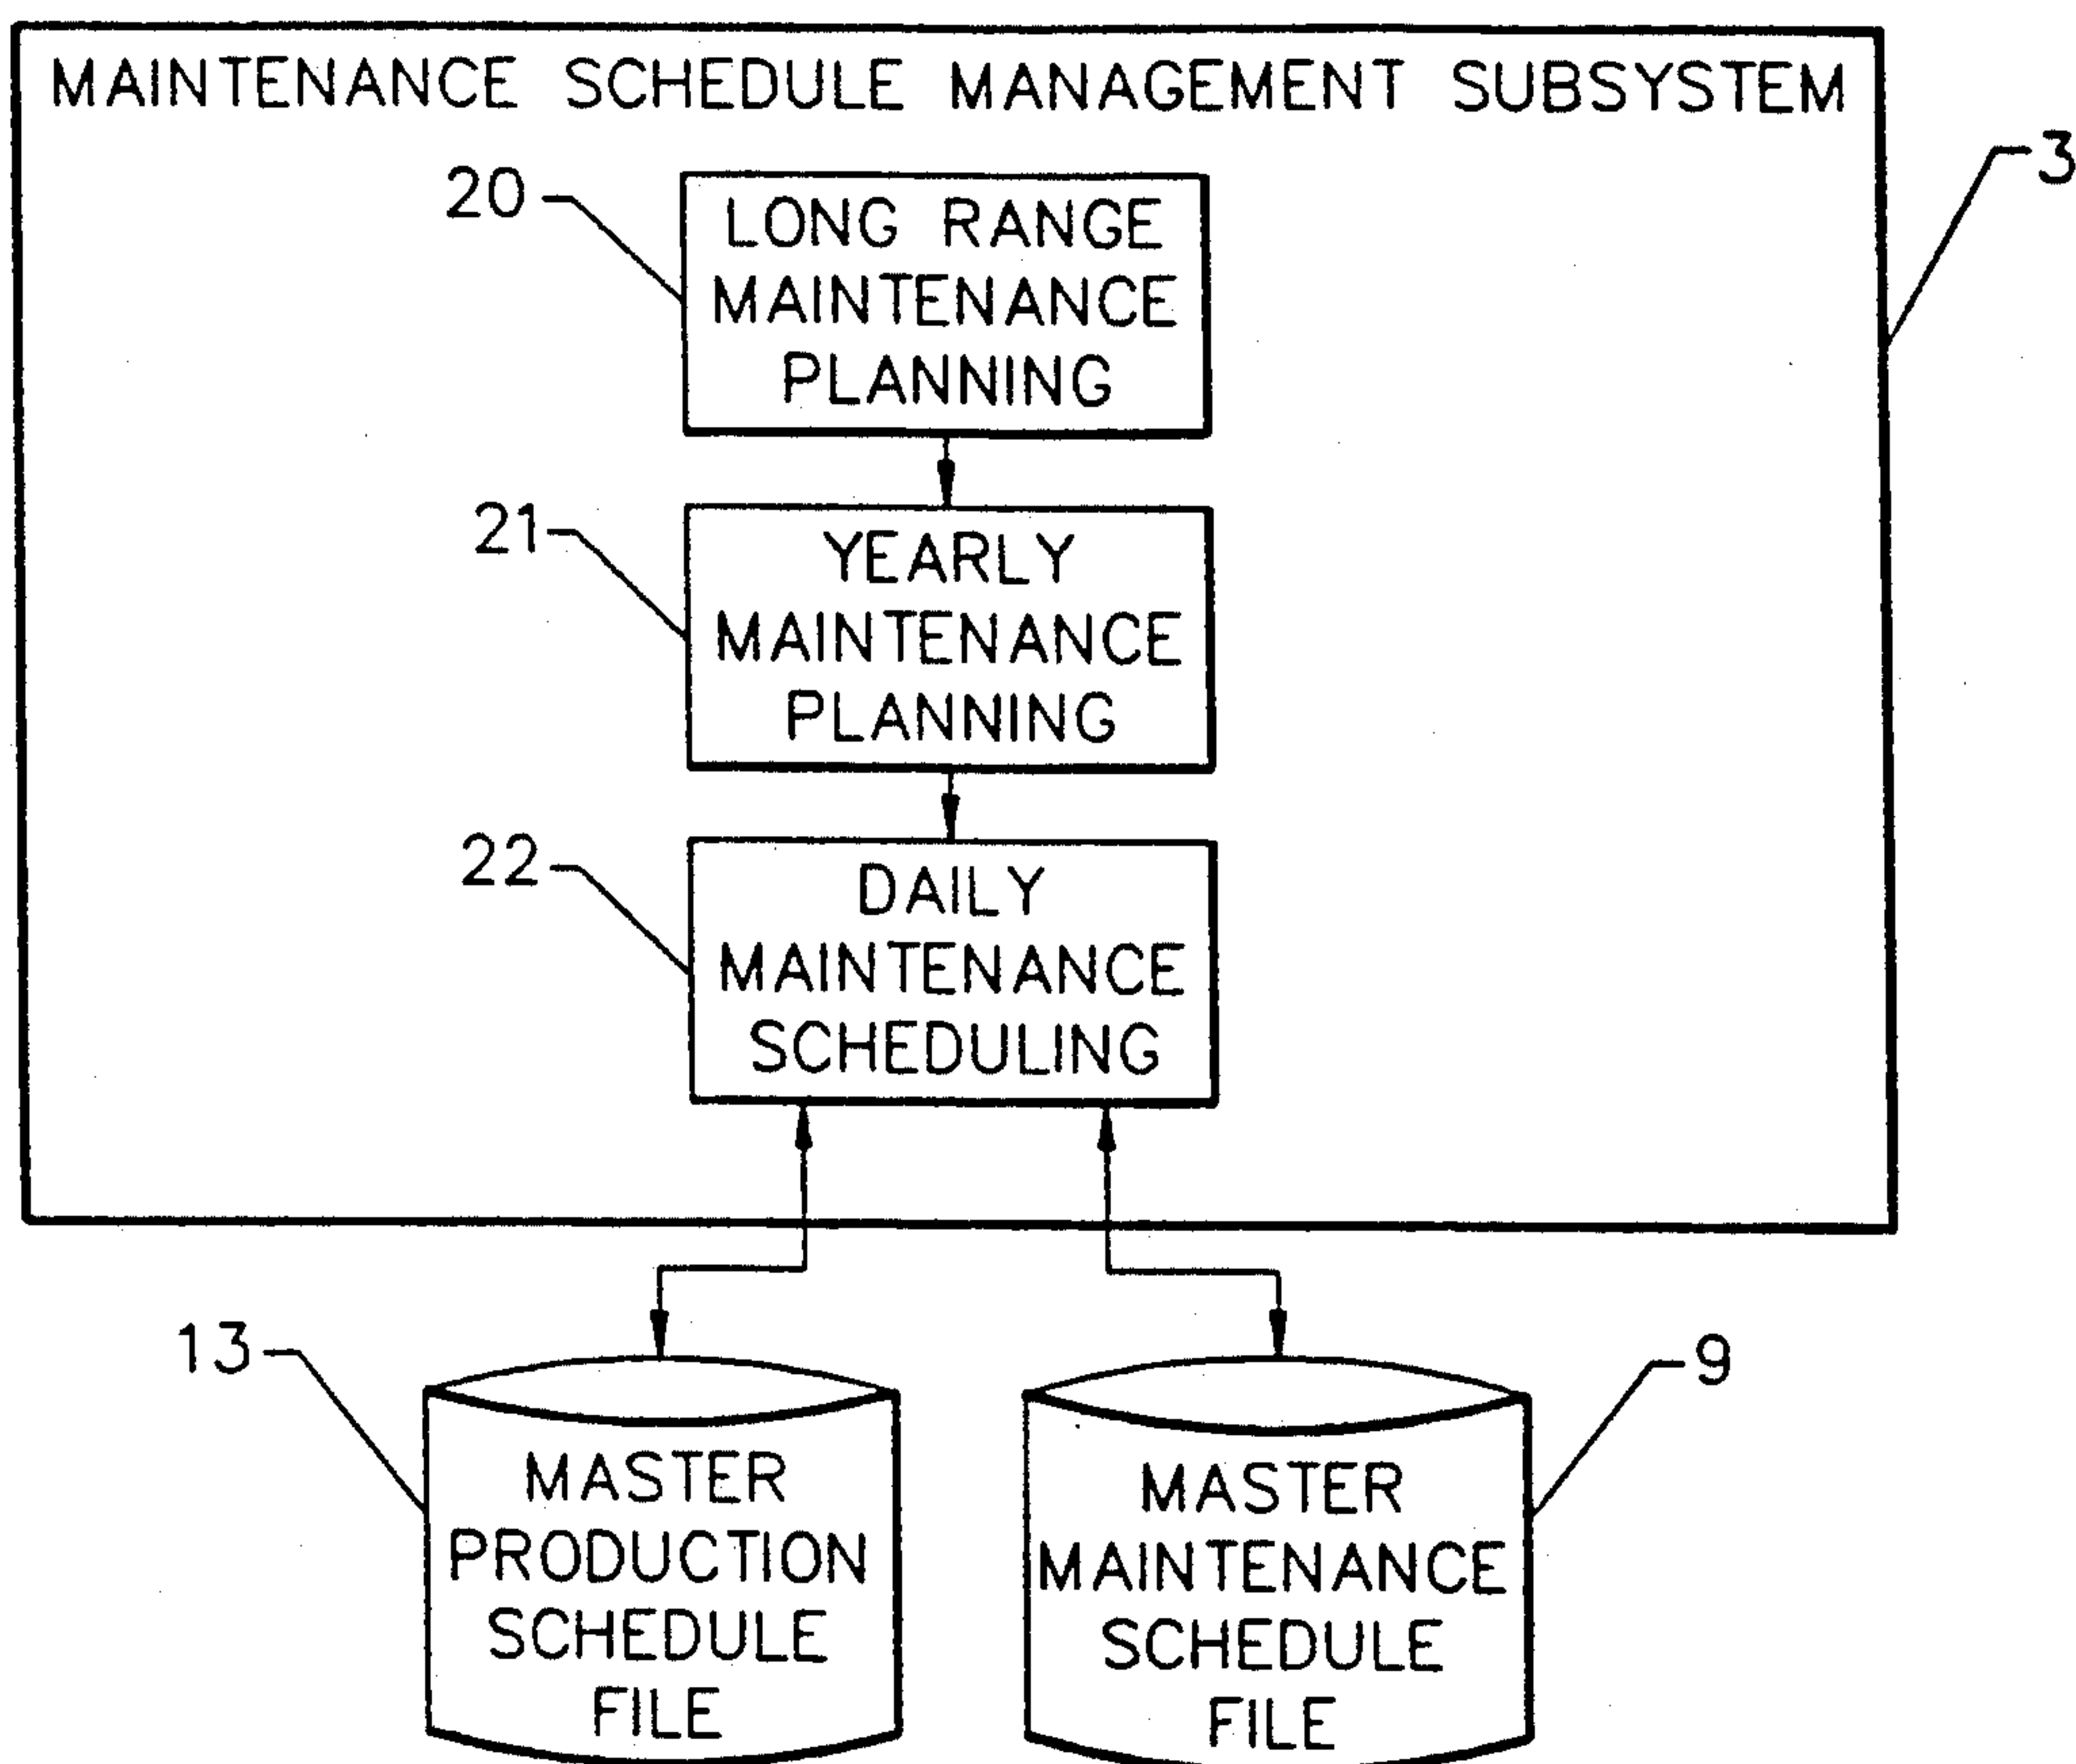 MAINTENANCE SCHEDULE MANAGEMENT SUBSYSTEM
3
20
LONG RANGE
MAINTENANCE
PLANNING
21
YEARLY
MAINTENANCE
PLANNING
22
DAILY
MAINTENANCE
SCHEDULING
13
MASTER
PRODUCTION
SCHEDULE
FILE
9
MASTER
MAINTENANCE
SCHEDULE
FILE